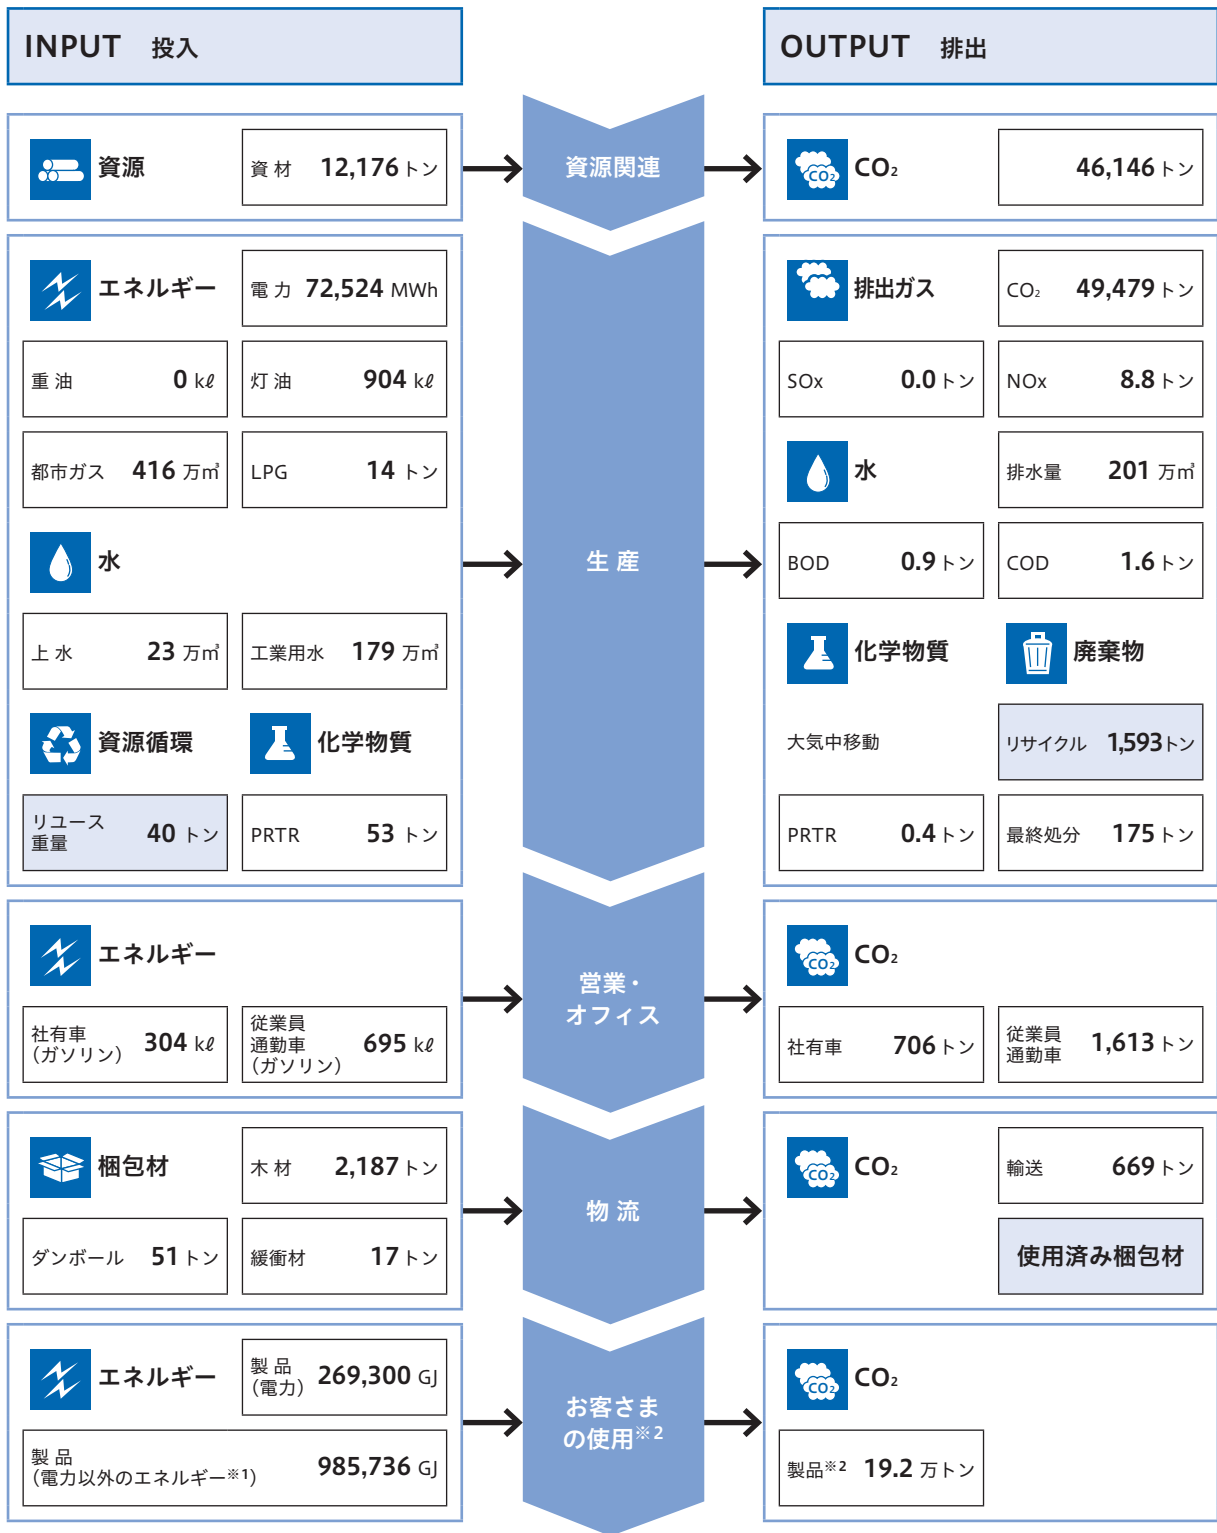 INPUT 投入
OUTPUT 排出
資源
資材 12,176 トン
資源関連
CO₂
46,146 トン
エネルギー
電力 72,524 MWh
重油 0 kℓ
灯油 904 kℓ
都市ガス 416 万㎥
LPG 14 トン
水
上水 23 万㎥
工業用水 179 万㎥
資源循環
化学物質
リユース
重量 40 トン
PRTR 53 トン
生産
排出ガス
CO₂ 49,479 トン
SOx 0.0 トン
NOx 8.8 トン
水
排水量 201 万㎥
BOD 0.9 トン
COD 1.6 トン
化学物質
廃棄物
大気中移動
リサイクル 1,593 トン
PRTR 0.4 トン
最終処分 175 トン
エネルギー
社有車
(ガソリン) 304 kℓ
従業員
通勤車
(ガソリン) 695 kℓ
営業・
オフィス
CO₂
社有車 706 トン
従業員
通勤車 1,613 トン
梱包材
木材 2,187 トン
ダンボール 51 トン
緩衝材 17 トン
物流
CO₂
輸送 669 トン
使用済み梱包材
エネルギー
製品
(電力) 269,300 GJ
製品
(電力以外のエネルギー※1) 985,736 GJ
お客さま
の使用※2
CO₂
製品※2 19.2 万トン